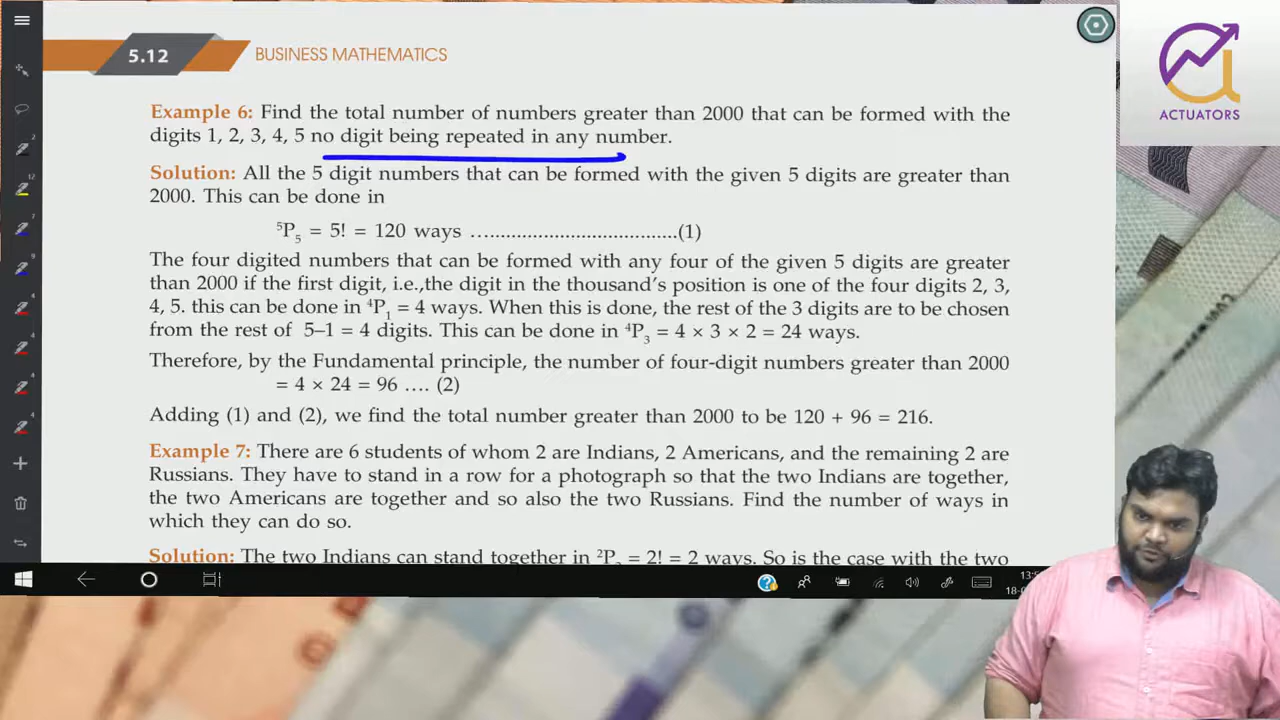 5.12 BUSINESS MATHEMATICS
ACTUATORS
Example 6: Find the total number of numbers greater than 2000 that can be formed with the
digits 1, 2, 3, 4, 5 no digit being repeated in any number.
Solution: All the 5 digit numbers that can be formed with the given 5 digits are greater than
2000. This can be done in
⁵P₅ = 5! = 120 ways ….....................................(1)
The four digited numbers that can be formed with any four of the given 5 digits are greater
than 2000 if the first digit, i.e.,the digit in the thousand's position is one of the four digits 2, 3,
4, 5. this can be done in ⁴P₁ = 4 ways. When this is done, the rest of the 3 digits are to be chosen
from the rest of 5–1 = 4 digits. This can be done in ⁴P₃ = 4 × 3 × 2 = 24 ways.
Therefore, by the Fundamental principle, the number of four-digit numbers greater than 2000
= 4 × 24 = 96 …. (2)
Adding (1) and (2), we find the total number greater than 2000 to be 120 + 96 = 216.
Example 7: There are 6 students of whom 2 are Indians, 2 Americans, and the remaining 2 are
Russians. They have to stand in a row for a photograph so that the two Indians are together,
the two Americans are together and so also the two Russians. Find the number of ways in
which they can do so.
Solution: The two Indians can stand together in ²P₂ = 2! = 2 ways. So is the case with the two